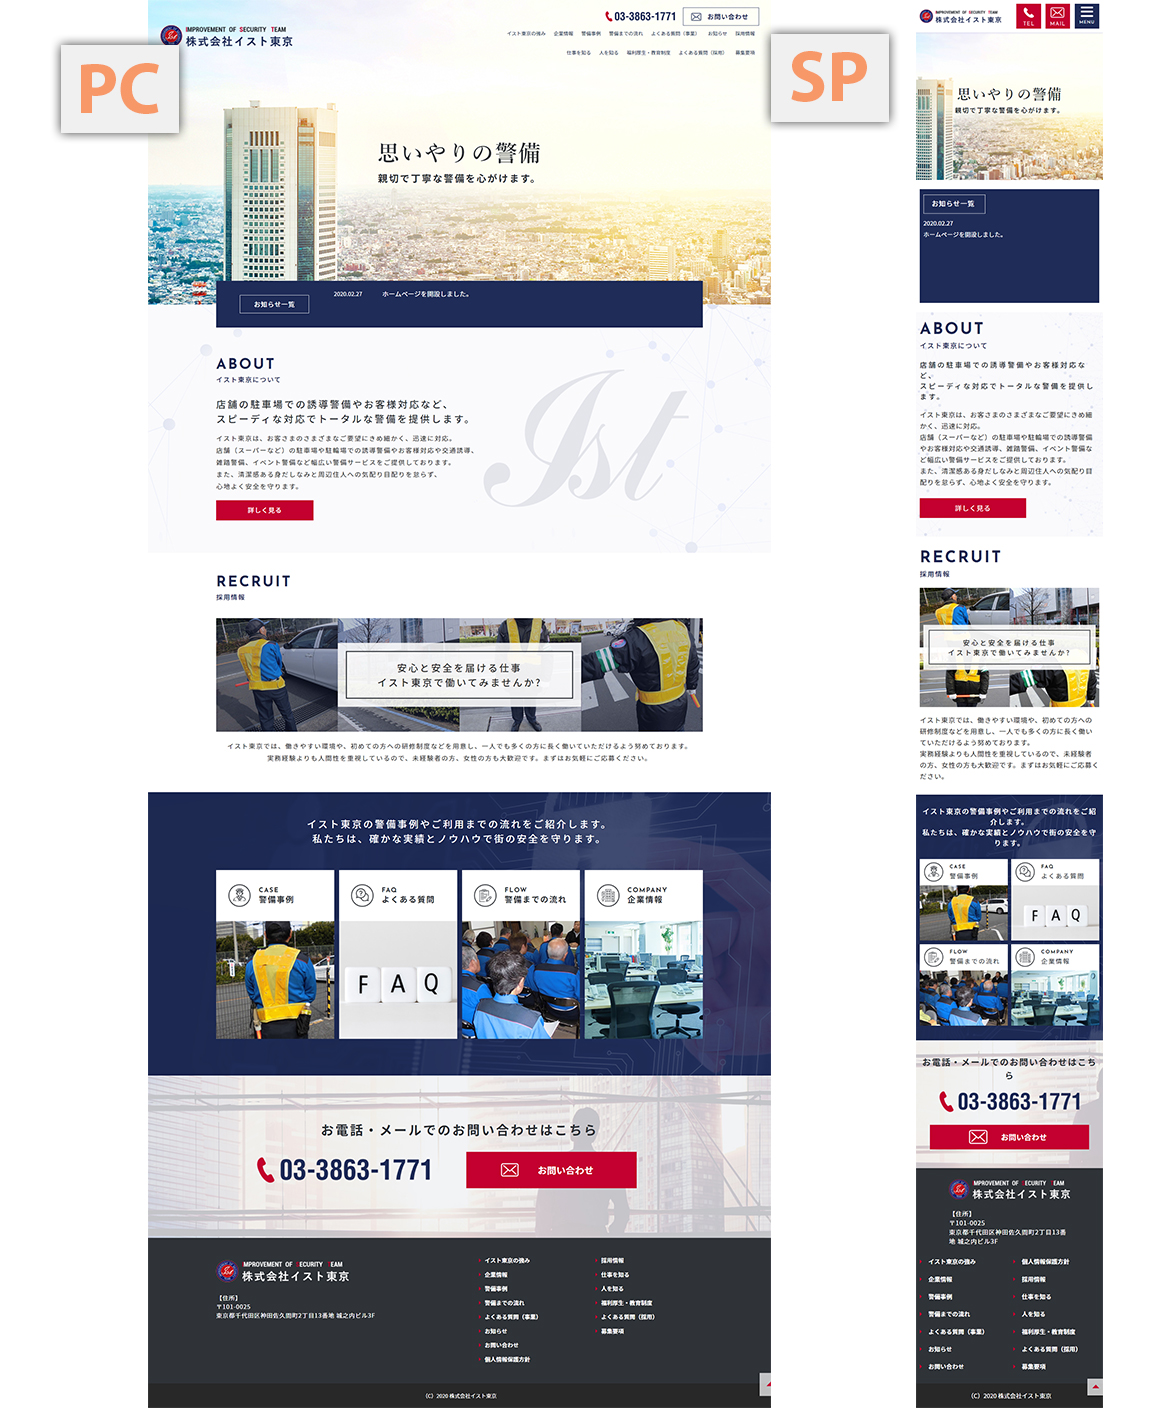 PC
IMPROVEMENT OF SECURITY TEAM
株式会社イスト東京
03-3863-1771
お問い合わせ
イスト東京の強み 企業情報 警備事例 警備までの流れ よくある質問（事業） お知らせ 採用情報
仕事を知る 人を知る 福利厚生・教育制度 よくある質問（採用） 募集要項
思いやりの警備
親切で丁寧な警備を心がけます。
お知らせ一覧
2020.02.27 ホームページを開設しました。
ABOUT
イスト東京について
店舗の駐車場での誘導警備やお客様対応など、
スピーディな対応でトータルな警備を提供します。
イスト東京は、お客さまのさまざまなご要望にきめ細かく、迅速に対応。
店舗（スーパーなど）の駐車場や駐輪場での誘導警備やお客様対応や交通誘導、
雑踏警備、イベント警備など幅広い警備サービスをご提供しております。
また、清潔感ある身だしなみと周辺住人への気配り目配りを怠らず、
心地よく安全を守ります。
詳しく見る
Ist
RECRUIT
採用情報
安心と安全を届ける仕事
イスト東京で働いてみませんか?
イスト東京では、働きやすい環境や、初めての方への研修制度などを用意し、一人でも多くの方に長く働いていただけるよう努めております。
実務経験よりも人間性を重視しているので、未経験者の方、女性の方も大歓迎です。まずはお気軽にご応募ください。
イスト東京の警備事例やご利用までの流れをご紹介します。
私たちは、確かな実績とノウハウで街の安全を守ります。
CASE
警備事例
FAQ
よくある質問
FLOW
警備までの流れ
COMPANY
企業情報
FAQ
お電話・メールでのお問い合わせはこちら
03-3863-1771
お問い合わせ
MPROVEMENT OF ECURITY EAM
株式会社イスト東京
【住所】
〒101-0025
東京都千代田区神田佐久間町2丁目13番地 城之内ビル3F
イスト東京の強み
企業情報
警備事例
警備までの流れ
よくある質問（事業）
お知らせ
お問い合わせ
個人情報保護方針
採用情報
仕事を知る
人を知る
福利厚生・教育制度
よくある質問（採用）
募集要項
（C）2020 株式会社イスト東京
SP
IMPROVEMENT OF SECURITY TEAM
株式会社イスト東京
TEL
MAIL
MENU
思いやりの警備
親切で丁寧な警備を心がけます。
お知らせ一覧
2020.02.27
ホームページを開設しました。
ABOUT
イスト東京について
店舗の駐車場での誘導警備やお客様対応な
ど、
スピーディな対応でトータルな警備を提供し
ます。
イスト東京は、お客さまのさまざまなご要望にきめ細
かく、迅速に対応。
店舗（スーパーなど）の駐車場や駐輪場での誘導警備
やお客様対応や交通誘導、雑踏警備、イベント警備な
ど幅広い警備サービスをご提供しております。
また、清潔感ある身だしなみと周辺住人への気配り目
配りを怠らず、心地よく安全を守ります。
詳しく見る
RECRUIT
採用情報
安心と安全を届ける仕事
イスト東京で働いてみませんか?
イスト東京では、働きやすい環境や、初めての方への
研修制度などを用意し、一人でも多くの方に長く働い
ていただけるよう努めております。
実務経験よりも人間性を重視しているので、未経験者
の方、女性の方も大歓迎です。まずはお気軽にご応募く
ださい。
イスト東京の警備事例やご利用までの流れをご紹
介します。
私たちは、確かな実績とノウハウで街の安全を守
ります。
CASE
警備事例
FAQ
よくある質問
FAQ
FLOW
警備までの流れ
COMPANY
企業情報
お電話・メールでのお問い合わせはこち
ら
03-3863-1771
お問い合わせ
MPROVEMENT OF ECURITY EAM
株式会社イスト東京
【住所】
〒101-0025
東京都千代田区神田佐久間町2丁目13番
地 城之内ビル3F
イスト東京の強み
企業情報
警備事例
警備までの流れ
よくある質問（事業）
お知らせ
お問い合わせ
個人情報保護方針
採用情報
仕事を知る
人を知る
福利厚生・教育制度
よくある質問（採用）
募集要項
（C）2020 株式会社イスト東京